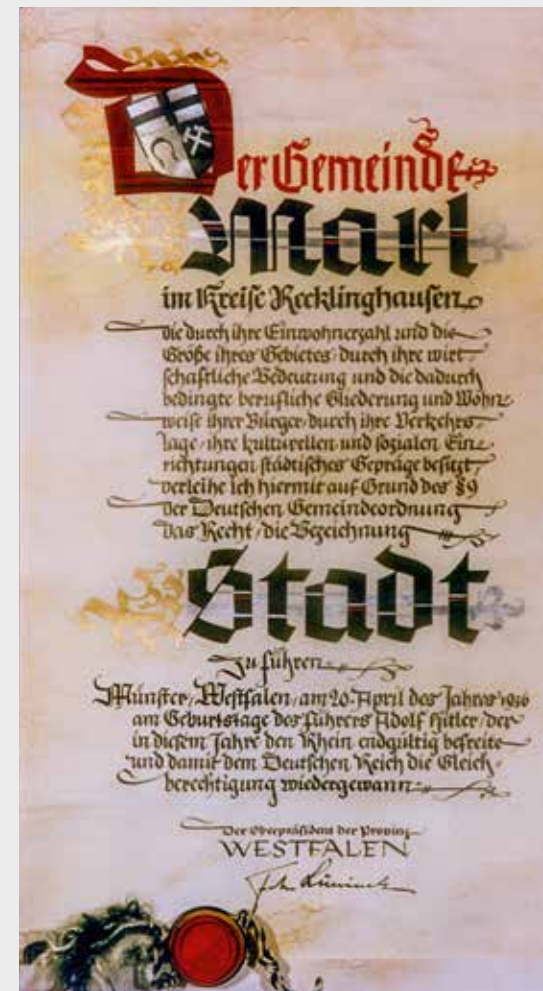 Der Gemeinde
Marl
im Kreise Recklinghausen
die durch ihre Einwohnerzahl und die
Größe ihres Gebietes, durch ihre wirt-
schaftliche Bedeutung und die dadurch
bedingte berufliche Gliederung und Wohn-
weise ihrer Bürger, durch ihre Verkehrs-
lage, ihre kulturellen und sozialen Ein-
richtungen städtisches Gepräge besitzt,
verleihe ich hiermit auf Grund des §9
der Deutschen Gemeindeordnung
das Recht, die Bezeichnung
Stadt
zu führen
Münster, Westfalen, am 20. April des Jahres 1936
am Geburtstage des Führers Adolf Hitler, der
in diesem Jahre den Rhein endgültig befreite
und damit dem Deutschen Reich die Gleich-
berechtigung wiedergewann.
Der Oberpräsident der Provinz
WESTFALEN